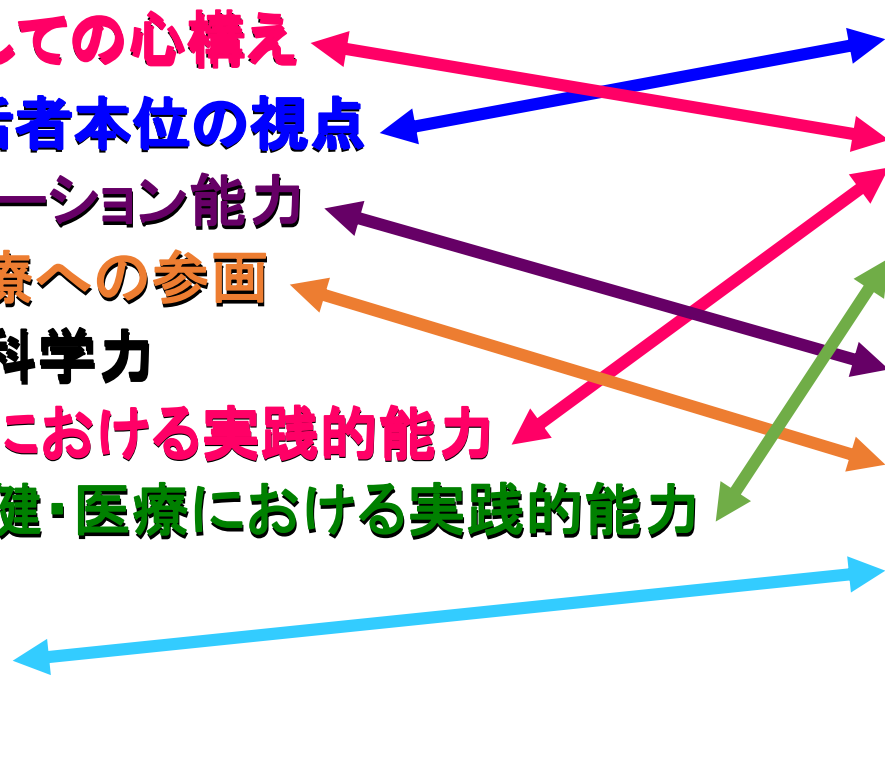 しての心構え
活者本位の視点
ーション能力
療への参画
科学力
における実践的能力
健・医療における実践的能力